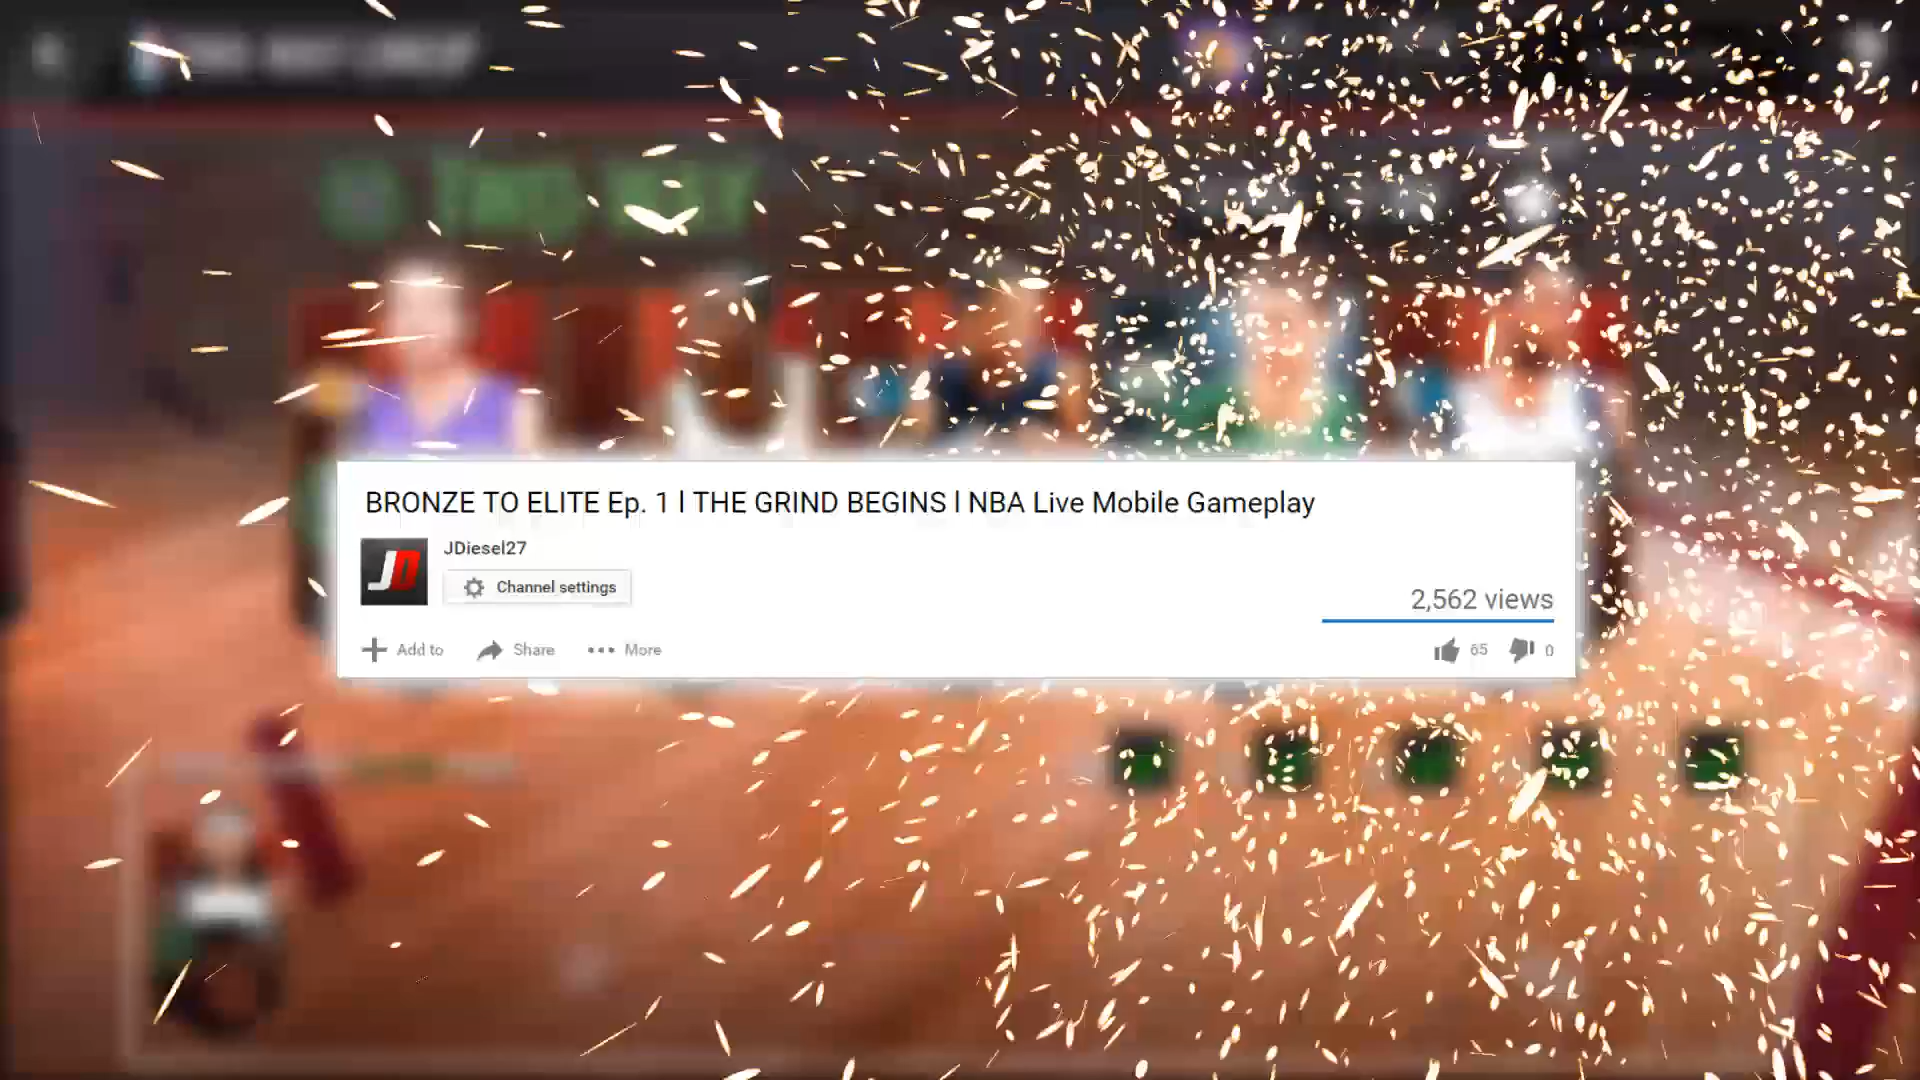 BRONZE TO ELITE Ep. 1 l THE GRIND BEGINS l NBA Live Mobile Gameplay
JD
JDiesel27
Channel settings
2,562 views
Add to Share More 65 0